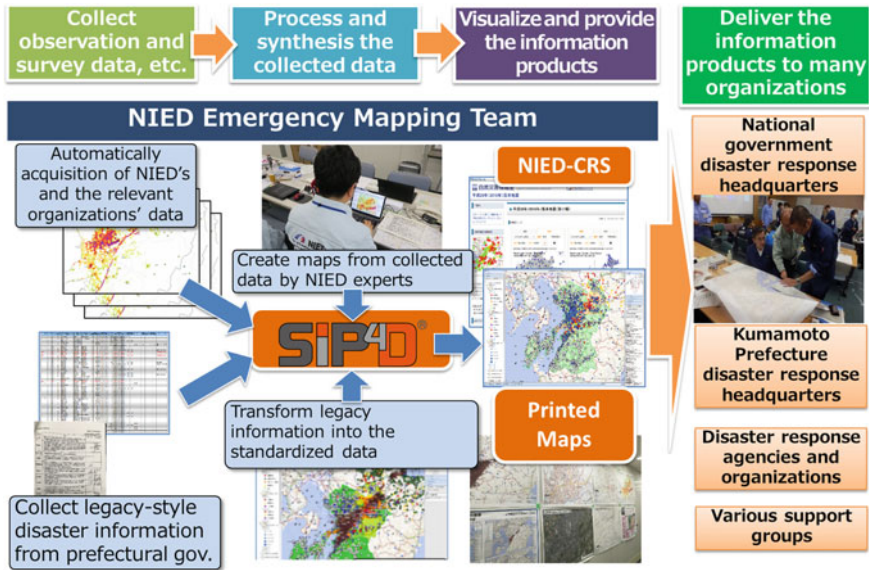 Collect
observation and
survey data, etc.
Process and
synthesis the
collected data
Visualize and provide
the information
products
Deliver the
information
products to many
organizations
NIED Emergency Mapping Team
Automatically
acquisition of NIED's
and the relevant
organizations' data
NIED
Create maps from collected
data by NIED experts
NIED-CRS
SiP4D®
Transform legacy
information into the
standardized data
Printed
Maps
Collect legacy-style
disaster information
from prefectural gov.
National
government
disaster response
headquarters
Kumamoto
Prefecture
disaster response
headquarters
Disaster response
agencies and
organizations
Various support
groups